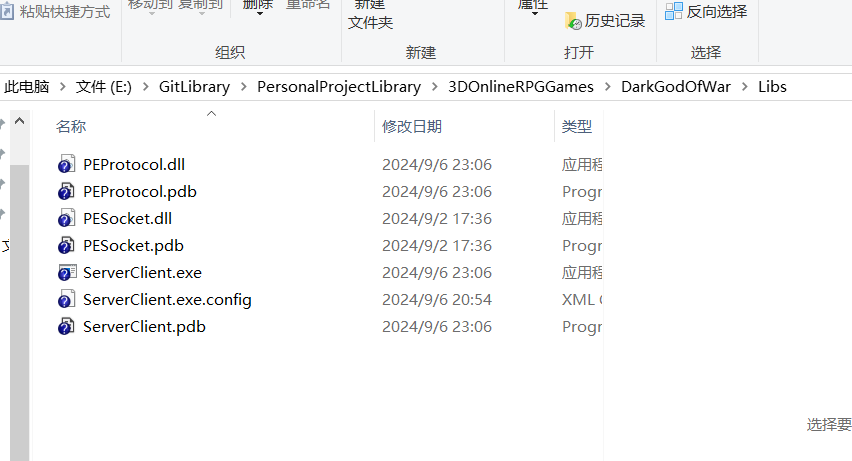 粘贴快捷方式 移动到 复制到 删除 重命名 新建 属性 历史记录 反向选择
文件夹
组织 新建 打开 选择
此电脑 > 文件 (E:) > GitLibrary > PersonalProjectLibrary > 3DOnlineRPGGames > DarkGodOfWar > Libs
名称 修改日期 类型
PEProtocol.dll 2024/9/6 23:06 应用程
PEProtocol.pdb 2024/9/6 23:06 Progr
PESocket.dll 2024/9/2 17:36 应用程
PESocket.pdb 2024/9/2 17:36 Progr
ServerClient.exe 2024/9/6 23:06 应用程
ServerClient.exe.config 2024/9/6 20:54 XML
ServerClient.pdb 2024/9/6 23:06 Progr
选择要